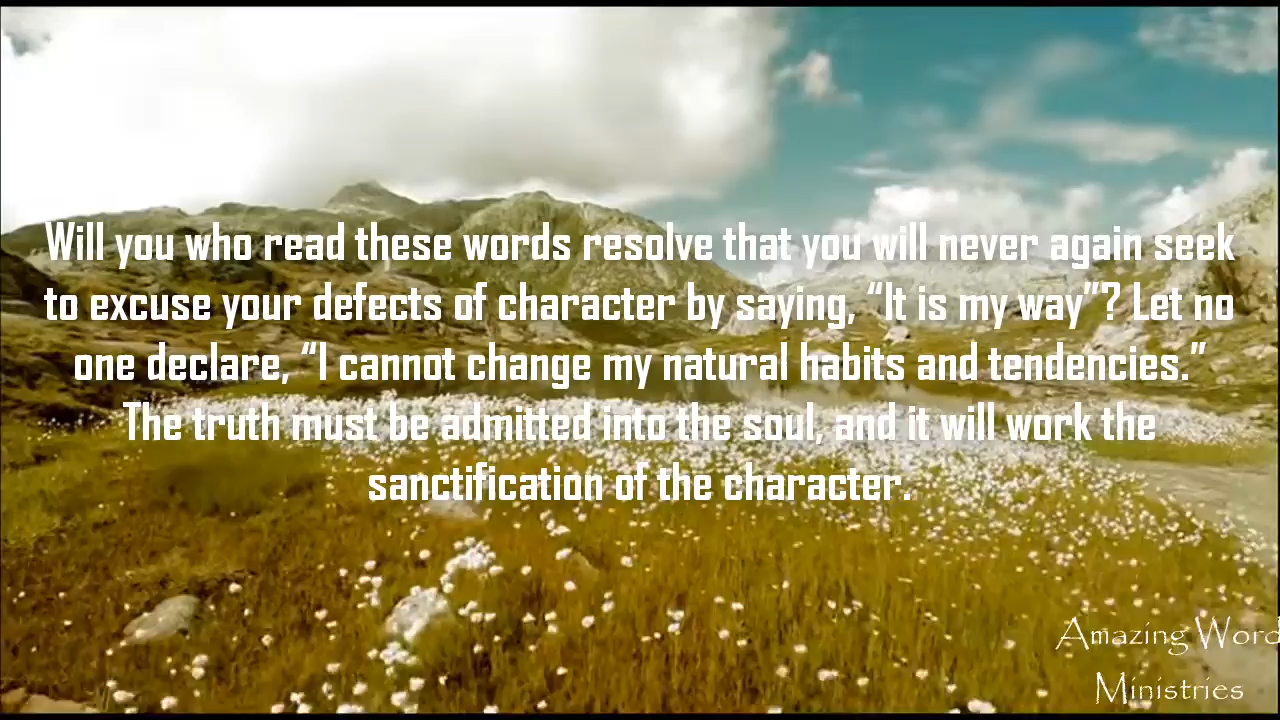 Will you who read these words resolve that you will never again seek
to excuse your defects of character by saying, “It is my way”? Let no
one declare, “I cannot change my natural habits and tendencies.”
The truth must be admitted into the soul, and it will work the
sanctification of the character.
Amazing Word
Ministries